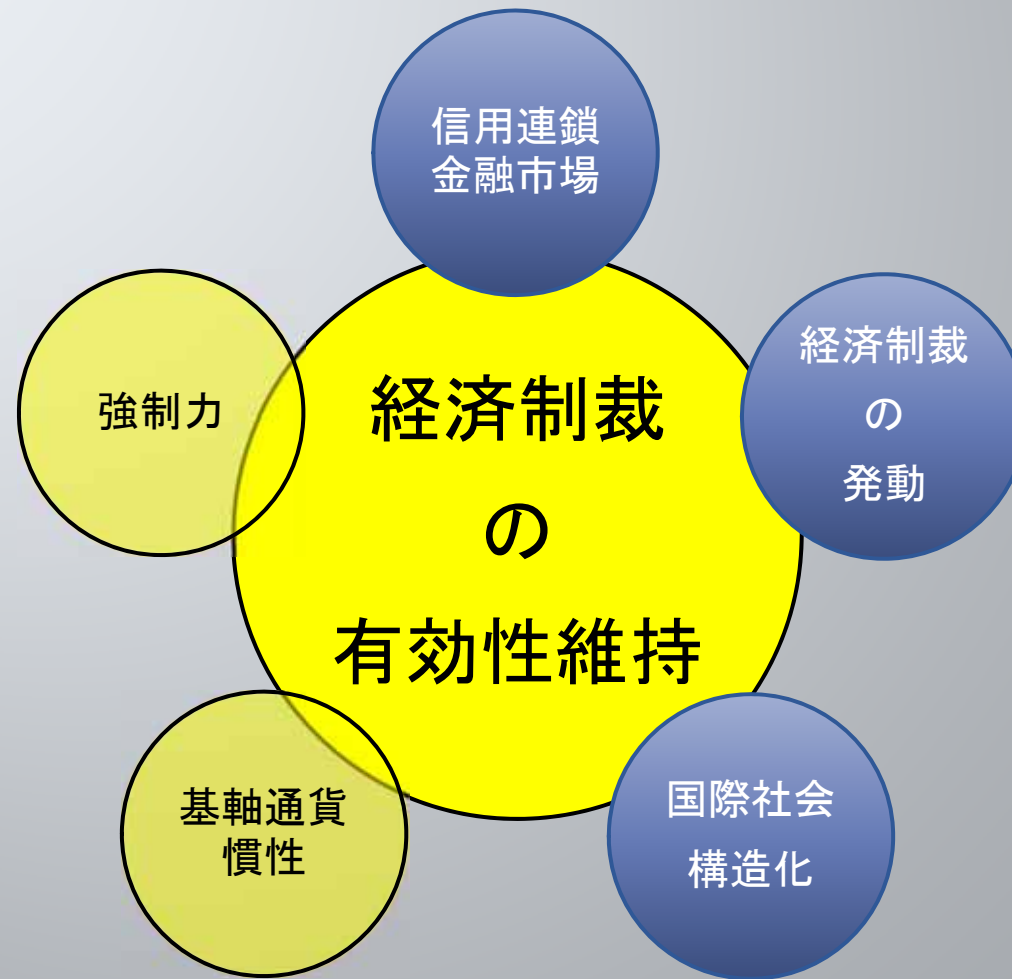 信用連鎖
金融市場
経済制裁
の
発動
強制力
経済制裁
の
有効性維持
基軸通貨
慣性
国際社会
構造化